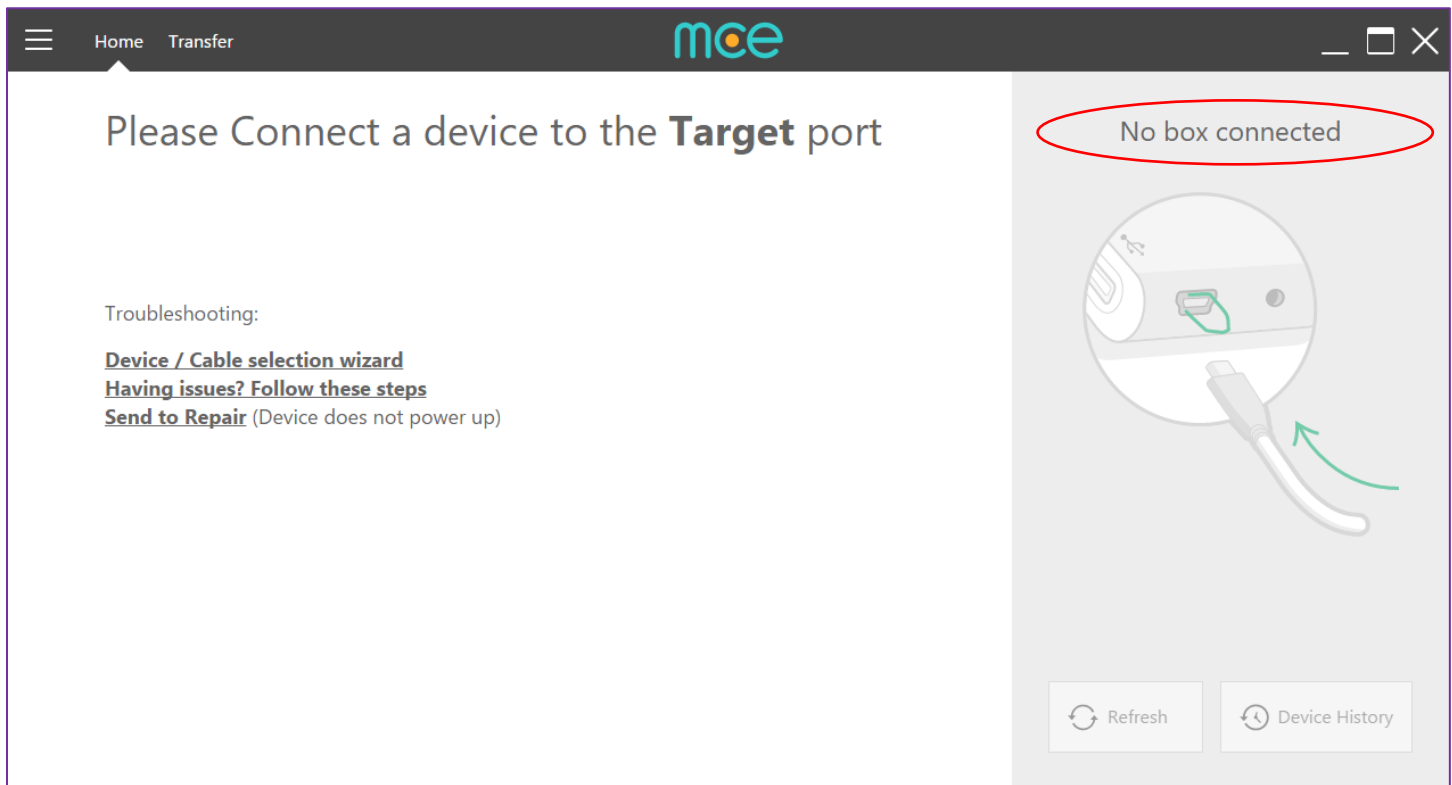 Home Transfer
mce
Please Connect a device to the Target port
No box connected
Troubleshooting:
Device / Cable selection wizard
Having issues? Follow these steps
Send to Repair (Device does not power up)
Refresh
Device History